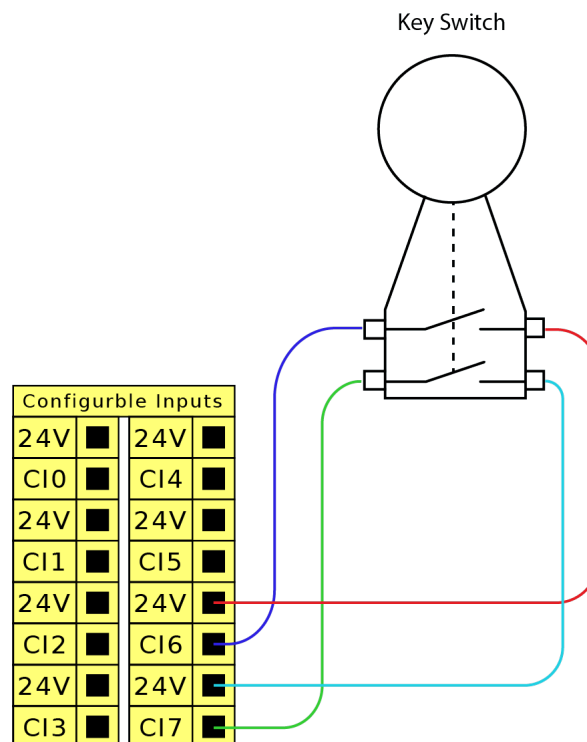 Key Switch
Configurble Inputs
24V 24V
CI0 CI4
24V 24V
CI1 CI5
24V 24V
CI2 CI6
24V 24V
CI3 CI7